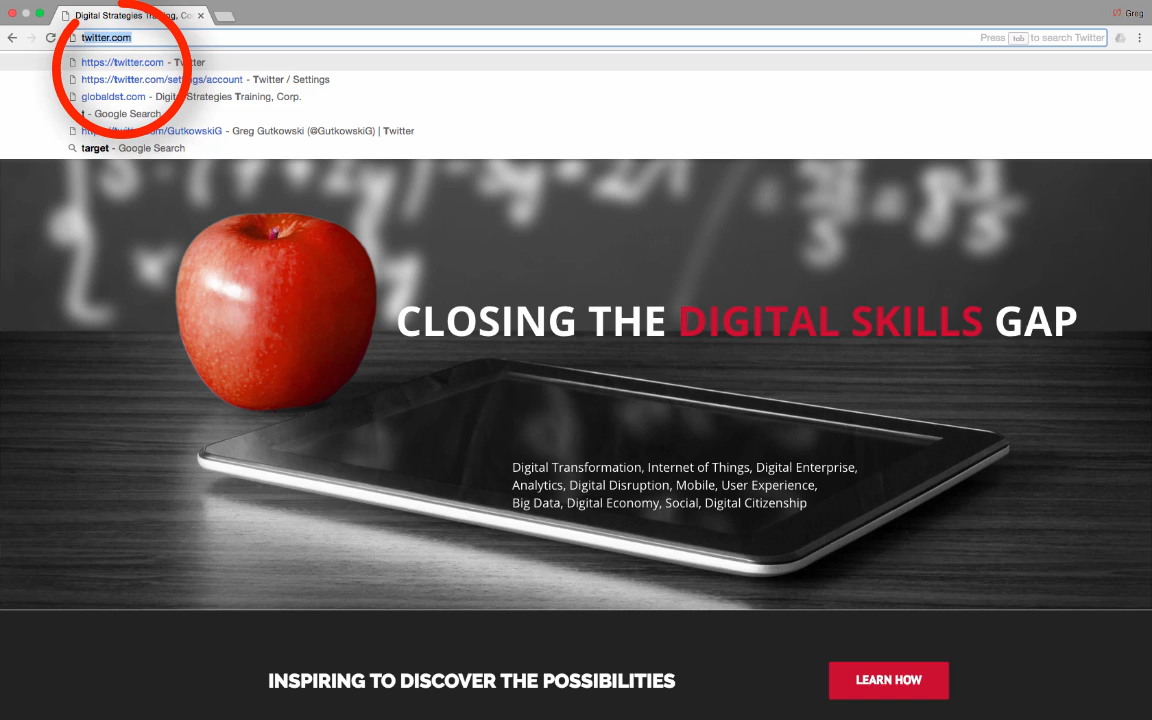 Digital Strategies Training, Co
Greg
twitter.com
Press tab to search Twitter
https://twitter.com - Twitter
https://twitter.com/settings/account - Twitter / Settings
globaldst.com - Digital Strategies Training, Corp.
t - Google Search
https://twitter.com/GutkowskiG - Greg Gutkowski (@GutkowskiG) | Twitter
target - Google Search
CLOSING THE DIGITAL SKILLS GAP
Digital Transformation, Internet of Things, Digital Enterprise,
Analytics, Digital Disruption, Mobile, User Experience,
Big Data, Digital Economy, Social, Digital Citizenship
INSPIRING TO DISCOVER THE POSSIBILITIES
LEARN HOW